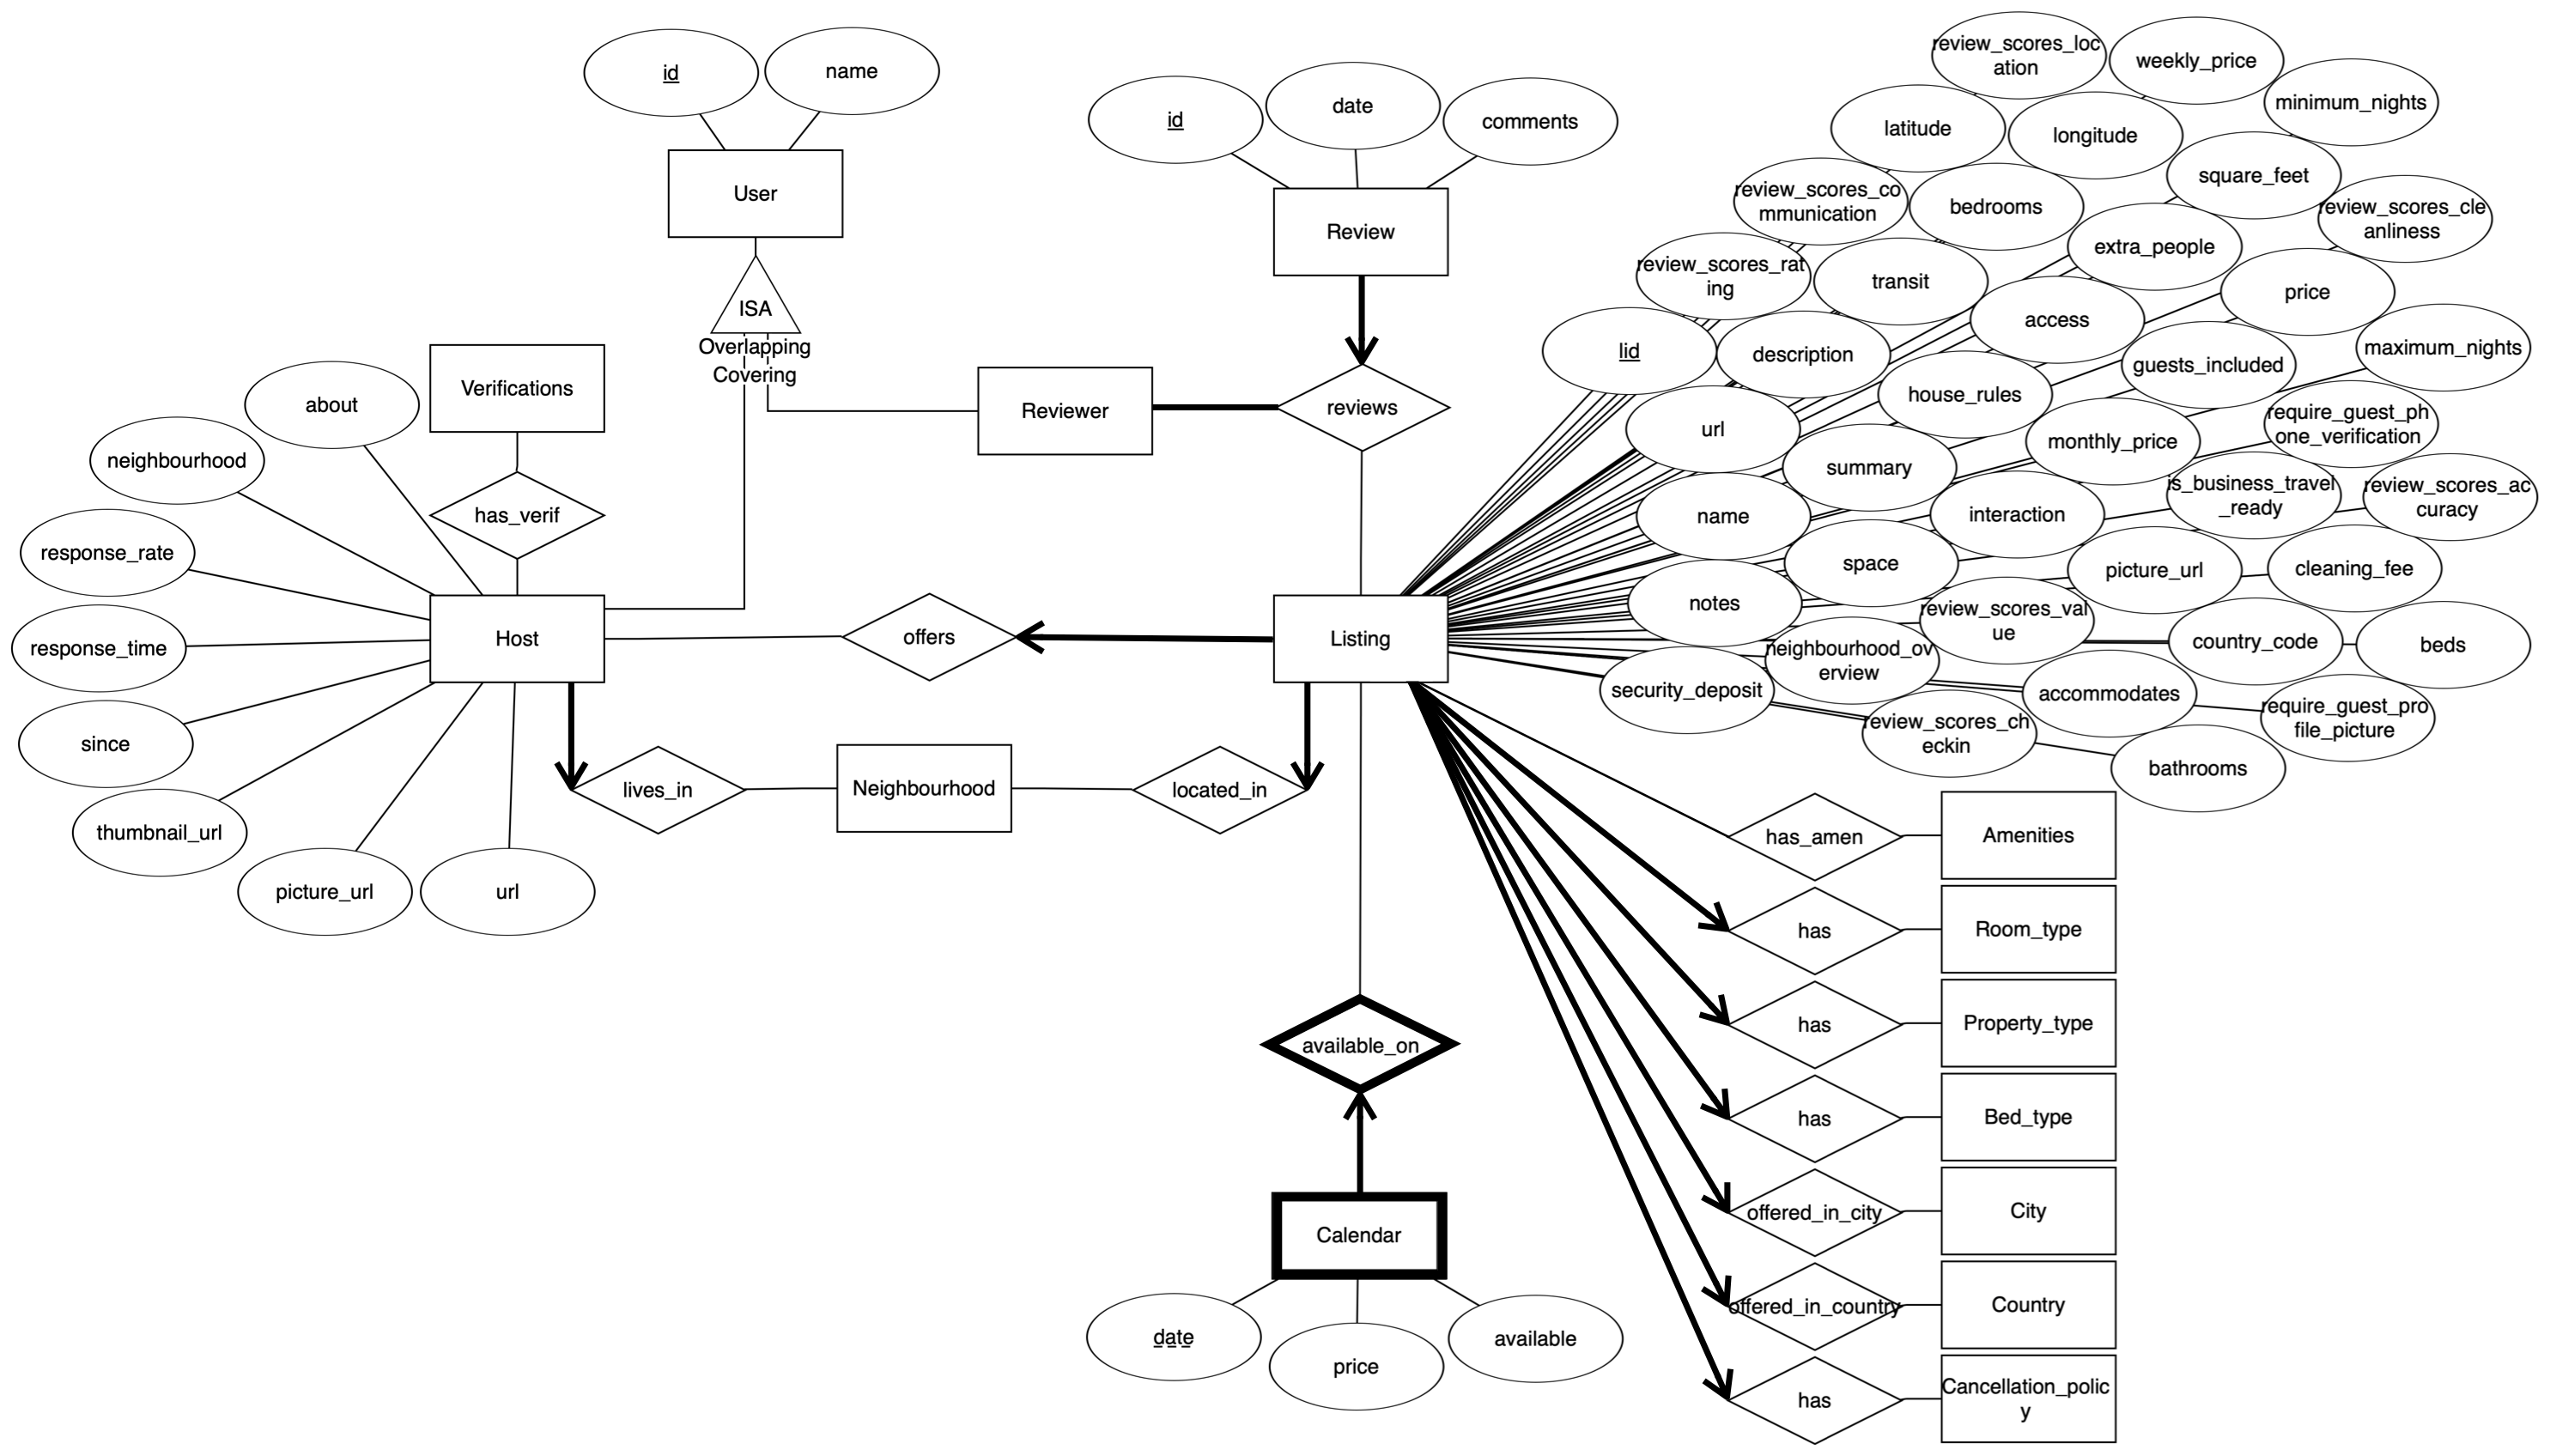 id
name
User
ISA
Overlapping
Covering
Verifications
has_verif
about
neighbourhood
response_rate
response_time
since
thumbnail_url
picture_url
url
Host
offers
lives_in
Neighbourhood
located_in
Reviewer
reviews
id
date
comments
Review
Listing
review_scores_loc
ation
weekly_price
minimum_nights
latitude
longitude
square_feet
review_scores_co
mmunication
bedrooms
review_scores_cle
anliness
extra_people
review_scores_rat
ing
transit
price
access
lid
description
guests_included
maximum_nights
house_rules
require_guest_ph
one_verification
url
monthly_price
summary
is_business_travel
_ready
review_scores_ac
curacy
name
interaction
space
picture_url
cleaning_fee
notes
review_scores_val
ue
country_code
beds
neighbourhood_ov
erview
security_deposit
accommodates
require_guest_pro
file_picture
review_scores_ch
eckin
bathrooms
has_amen
Amenities
has
Room_type
has
Property_type
has
Bed_type
offered_in_city
City
offered_in_country
Country
has
Cancellation_polic
y
available_on
Calendar
date
price
available